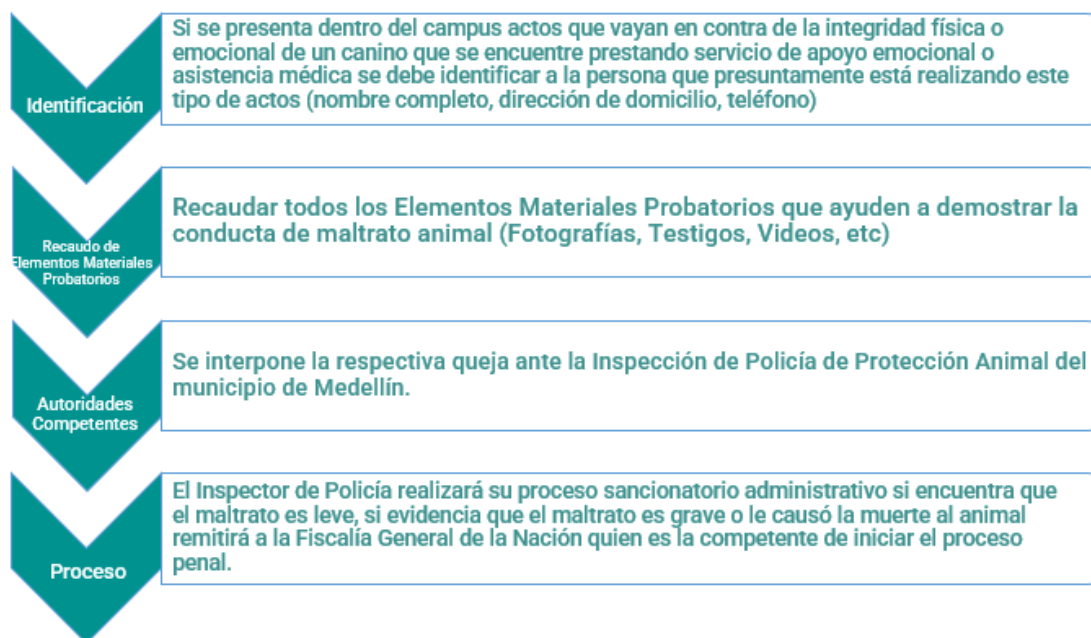 Si se presenta dentro del campus actos que vayan en contra de la integridad física o
emocional de un canino que se encuentre prestando servicio de apoyo emocional o
asistencia médica se debe identificar a la persona que presuntamente está realizando este
tipo de actos (nombre completo, dirección de domicilio, teléfono)
Identificación
Recaudar todos los Elementos Materiales Probatorios que ayuden a demostrar la
conducta de maltrato animal (Fotografías, Testigos, Videos, etc)
Recaudo de
Elementos Materiales
Probatorios
Se interpone la respectiva queja ante la Inspección de Policía de Protección Animal del
municipio de Medellín.
Autoridades
Competentes
El Inspector de Policía realizará su proceso sancionatorio administrativo si encuentra que
el maltrato es leve, si evidencia que el maltrato es grave o le causó la muerte al animal
remitirá a la Fiscalía General de la Nación quien es la competente de iniciar el proceso
penal.
Proceso